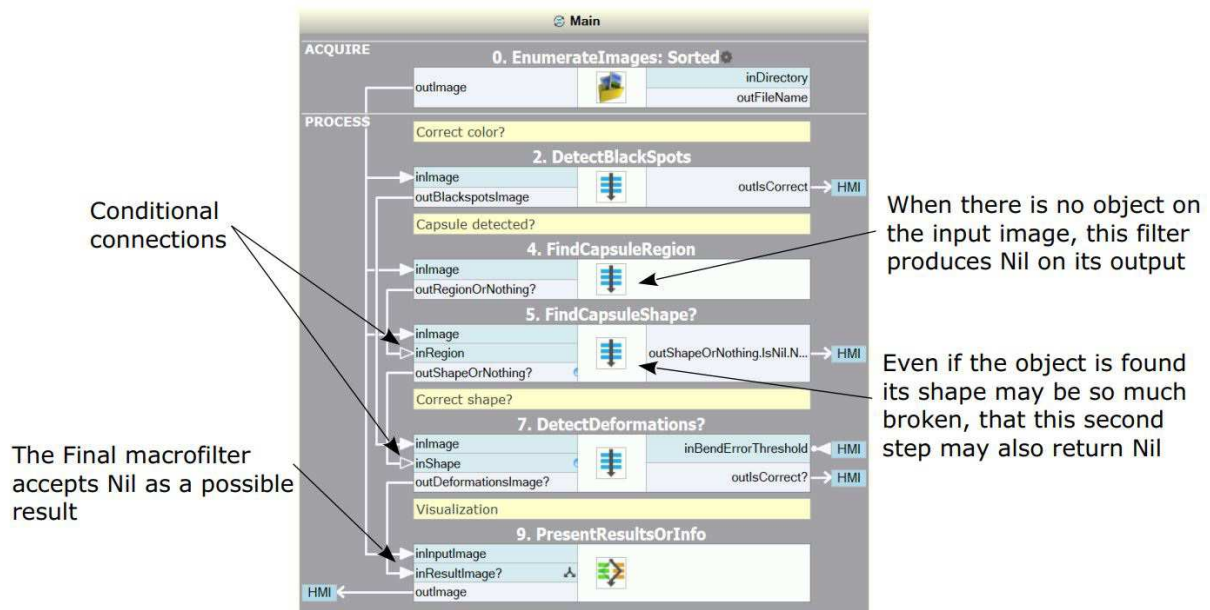 Main
ACQUIRE
0. EnumerateImages: Sorted
outImage
inDirectory
outFileName
PROCESS
Correct color?
2. DetectBlackSpots
inImage
outBlackspotsImage
outIsCorrect
HMI
Capsule detected?
4. FindCapsuleRegion
inImage
outRegionOrNothing?
5. FindCapsuleShape?
inImage
inRegion
outShapeOrNothing?
outShapeOrNothing.IsNil.N...
HMI
Correct shape?
7. DetectDeformations?
inImage
inShape
outDeformationsImage?
inBendErrorThreshold
HMI
outIsCorrect?
HMI
Visualization
9. PresentResultsOrInfo
inInputImage
inResultImage?
outImage
HMI
Conditional
connections
The Final macrofilter
accepts Nil as a possible
result
When there is no object on
the input image, this filter
produces Nil on its output
Even if the object is found
its shape may be so much
broken, that this second
step may also return Nil